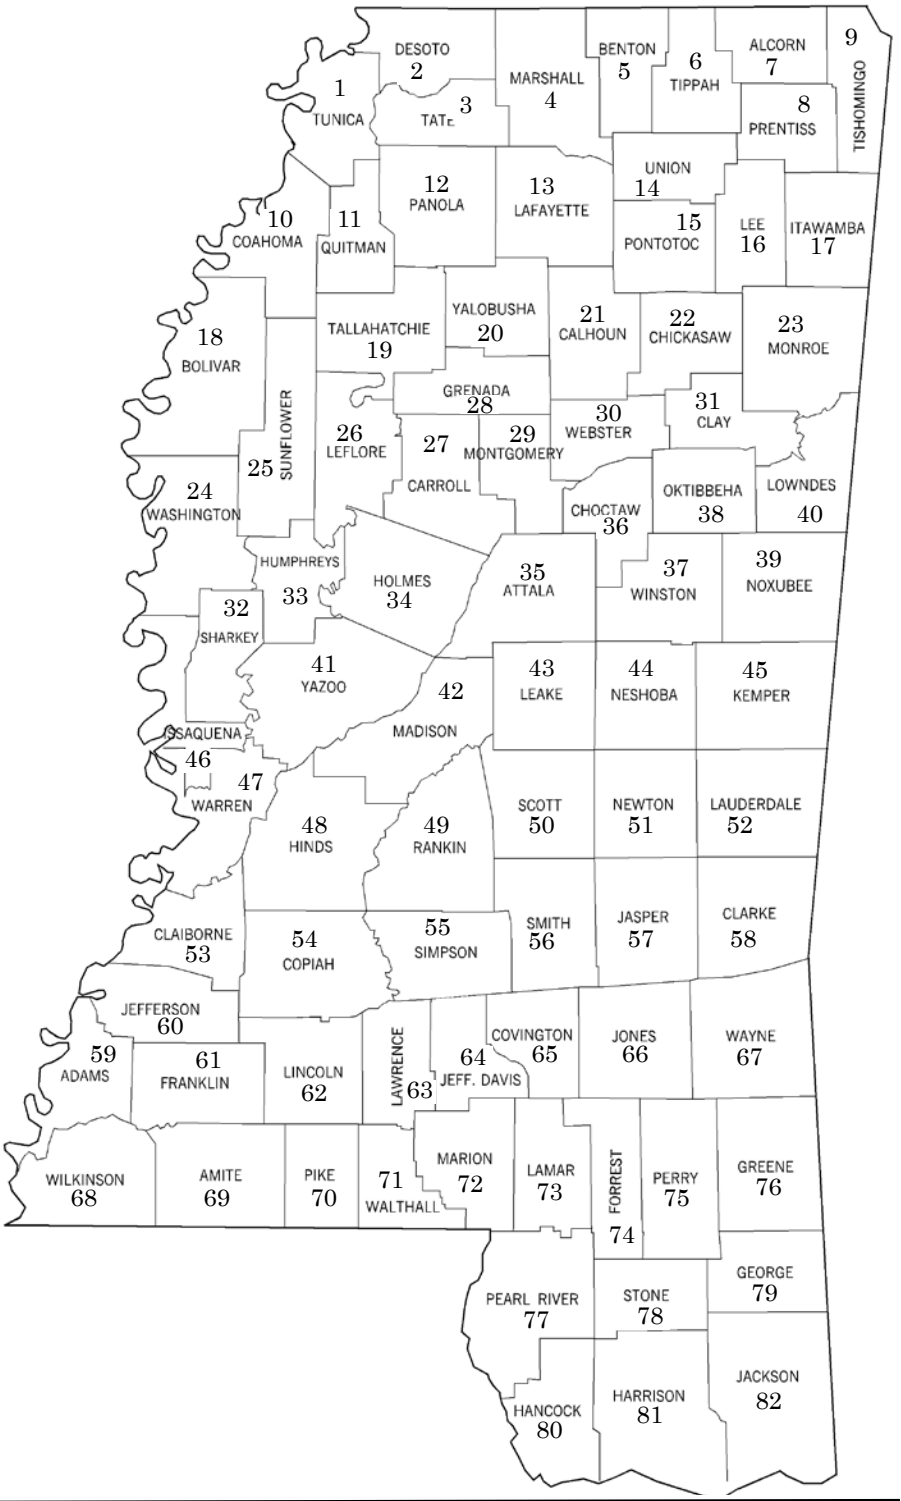 DESOTO
2
BENTON
5
6
TIPPAH
ALCORN
7
9
TISHOMINGO
1
TUNICA
3
TATE
MARSHALL
4
8
PRENTISS
UNION
14
12
PANOLA
13
LAFAYETTE
10
COAHOMA
11
QUITMAN
15
PONTOTOC
LEE
16
ITAWAMBA
17
18
BOLIVAR
TALLAHATCHIE
19
YALOBUSHA
20
21
CALHOUN
22
CHICKASAW
23
MONROE
SUNFLOWER
25
GRENADA
28
26
LEFLORE
27
CARROLL
29
MONTGOMERY
30
WEBSTER
31
CLAY
24
WASHINGTON
CHOCTAW
36
OKTIBBEHA
38
LOWNDES
40
HUMPHREYS
33
HOLMES
34
35
ATTALA
37
WINSTON
39
NOXUBEE
32
SHARKEY
41
YAZOO
42
MADISON
43
LEAKE
44
NESHOBA
45
KEMPER
ISSAQUENA
46
47
WARREN
48
HINDS
49
RANKIN
SCOTT
50
NEWTON
51
LAUDERDALE
52
CLAIBORNE
53
54
COPIAH
55
SIMPSON
SMITH
56
JASPER
57
CLARKE
58
JEFFERSON
60
59
ADAMS
61
FRANKLIN
LINCOLN
62
LAWRENCE
63
64
JEFF. DAVIS
COVINGTON
65
JONES
66
WAYNE
67
WILKINSON
68
AMITE
69
PIKE
70
71
WALTHALL
MARION
72
LAMAR
73
FORREST
74
PERRY
75
GREENE
76
PEARL RIVER
77
STONE
78
GEORGE
79
HANCOCK
80
HARRISON
81
JACKSON
82